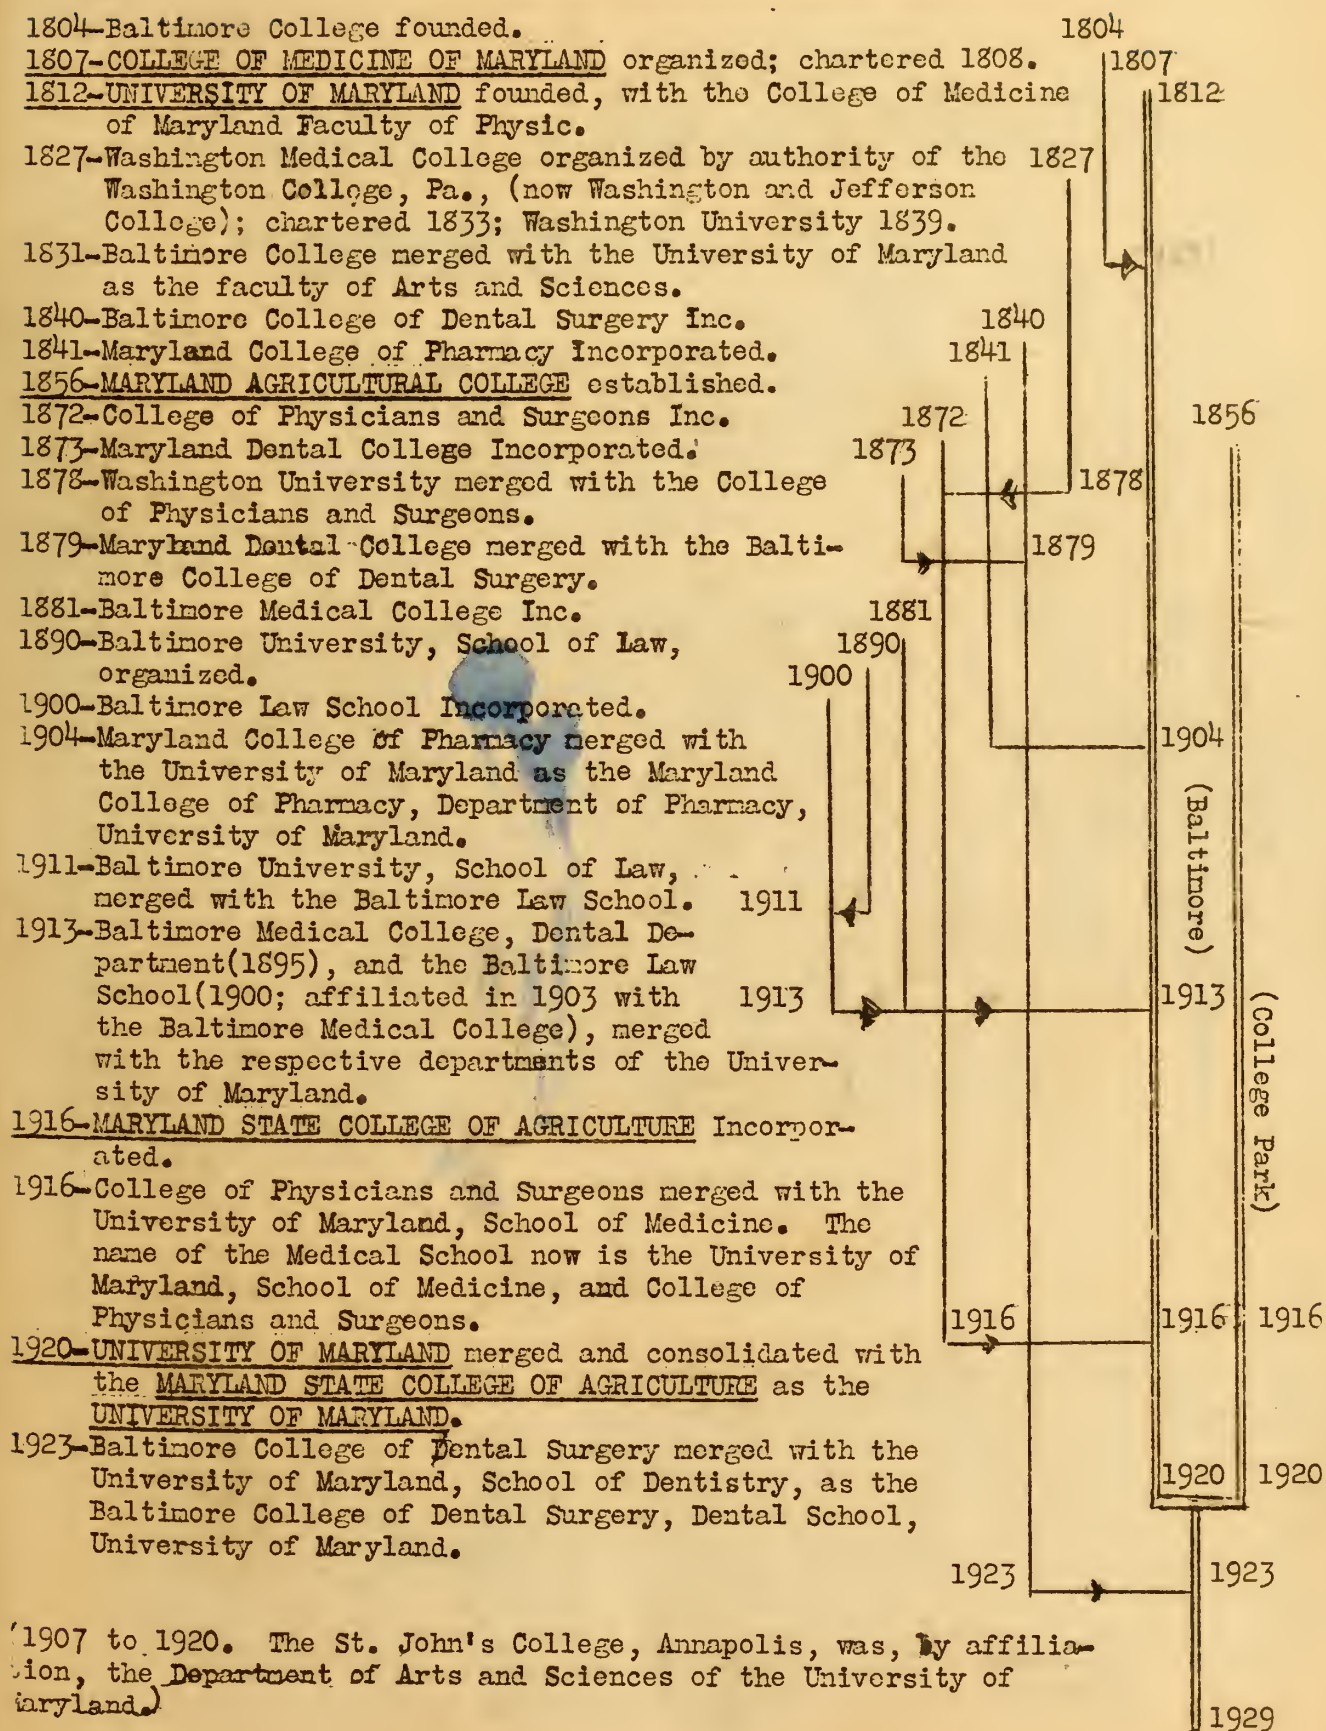 1804-Baltimore College founded.
1804
1807-COLLEGE OF MEDICINE OF MARYLAND organized; chartered 1808.
1807
1812-UNIVERSITY OF MARYLAND founded, with the College of Medicine
1812
of Maryland Faculty of Physic.
1827-Washington Medical College organized by authority of the
1827
Washington College, Pa., (now Washington and Jefferson
College); chartered 1833; Washington University 1839.
1831-Baltimore College merged with the University of Maryland
as the faculty of Arts and Sciences.
1840-Baltimore College of Dental Surgery Inc.
1840
1841-Maryland College of Pharmacy Incorporated.
1841
1856-MARYLAND AGRICULTURAL COLLEGE established.
1872-College of Physicians and Surgeons Inc.
1872
1856
1873-Maryland Dental College Incorporated.
1873
1878-Washington University merged with the College
1878
of Physicians and Surgeons.
1879-Maryland Dental College merged with the Balti-
1879
more College of Dental Surgery.
1881-Baltimore Medical College Inc.
1881
1890-Baltimore University, School of Law,
1890
organized.
1900
1900-Baltimore Law School Incorporated.
1904-Maryland College of Pharmacy merged with
1904
the University of Maryland as the Maryland
College of Pharmacy, Department of Pharmacy,
University of Maryland.
(Baltimore)
1911-Baltimore University, School of Law,
merged with the Baltimore Law School.
1911
1913-Baltimore Medical College, Dental De-
partment(1895), and the Baltimore Law
School(1900; affiliated in 1903 with
1913
1913
the Baltimore Medical College), merged
with the respective departments of the Univer-
sity of Maryland.
(College Park)
1916-MARYLAND STATE COLLEGE OF AGRICULTURE Incorpor-
ated.
1916-College of Physicians and Surgeons merged with the
University of Maryland, School of Medicine. The
name of the Medical School now is the University of
Maryland, School of Medicine, and College of
Physicians and Surgeons.
1916
1916
1916
1920-UNIVERSITY OF MARYLAND merged and consolidated with
the MARYLAND STATE COLLEGE OF AGRICULTURE as the
UNIVERSITY OF MARYLAND.
1923-Baltimore College of Dental Surgery merged with the
University of Maryland, School of Dentistry, as the
1920
1920
Baltimore College of Dental Surgery, Dental School,
University of Maryland.
1923
1923
1907 to 1920. The St. John's College, Annapolis, was, by affilia-
the Department of Arts and Sciences of the University of
1929